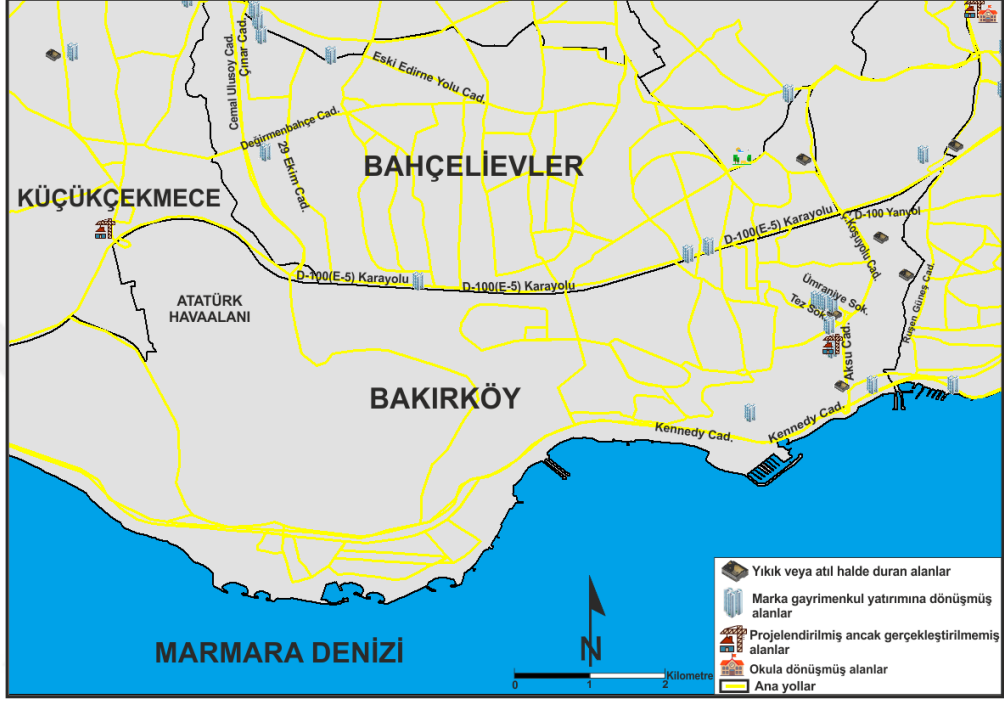 Cemal Ulusoy Cad.
Çınar Cad.
Eski Edirne Yolu Cad.
Değirmenbahçe Cad.
29 Ekim Cad.
BAHÇELİEVLER
KÜÇÜKÇEKMECE
D-100(E-5) Karayolu
D-100 Yanyol
Koşuyolu Cad.
D-100(E-5) Karayolu
D-100(E-5) Karayolu
Ruşen Güneş Cad.
ATATÜRK
HAVAALANI
Ümraniye Sok.
Tez Sok.
Aksu Cad.
BAKIRKÖY
Kennedy Cad.
Kennedy Cad.
MARMARA DENİZİ
N
0 1 2 Kilometre
Yıkık veya atıl halde duran alanlar
Marka gayrimenkul yatırımına dönüşmüş
alanlar
Projelendirilmiş ancak gerçekleştirilmemiş
alanlar
Okula dönüşmüş alanlar
Ana yollar